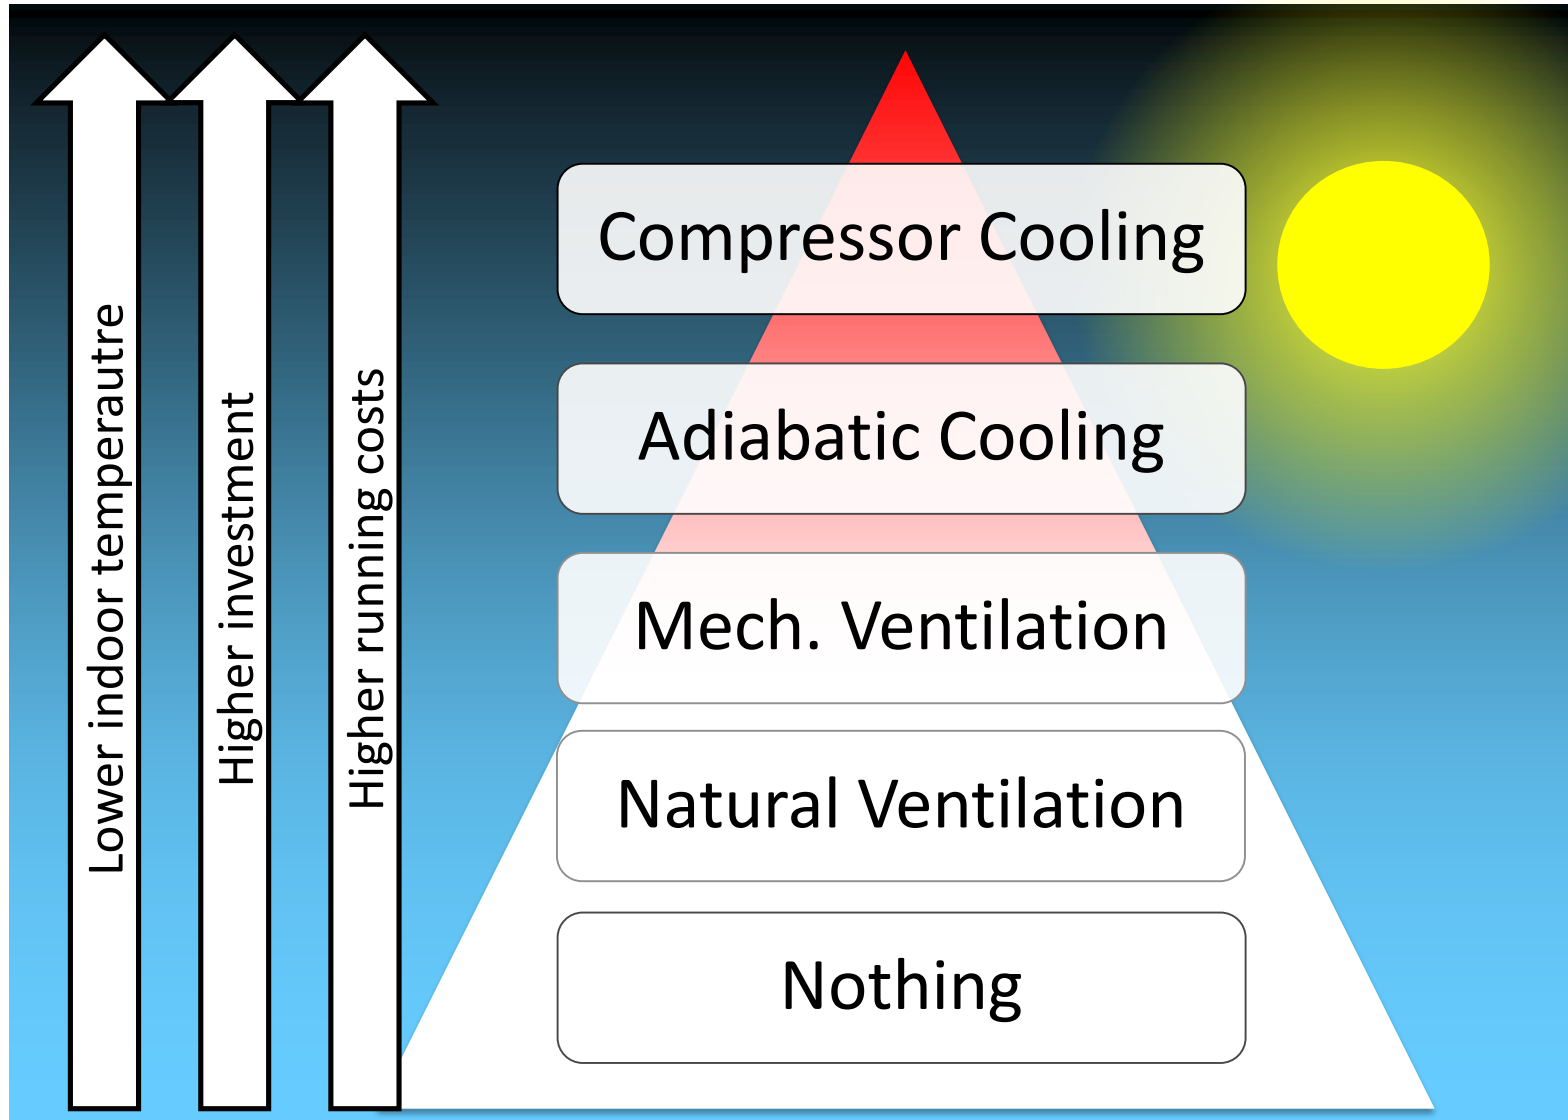 Lower indoor temperautre
Higher investment
Higher running costs
Compressor Cooling
Adiabatic Cooling
Mech. Ventilation
Natural Ventilation
Nothing